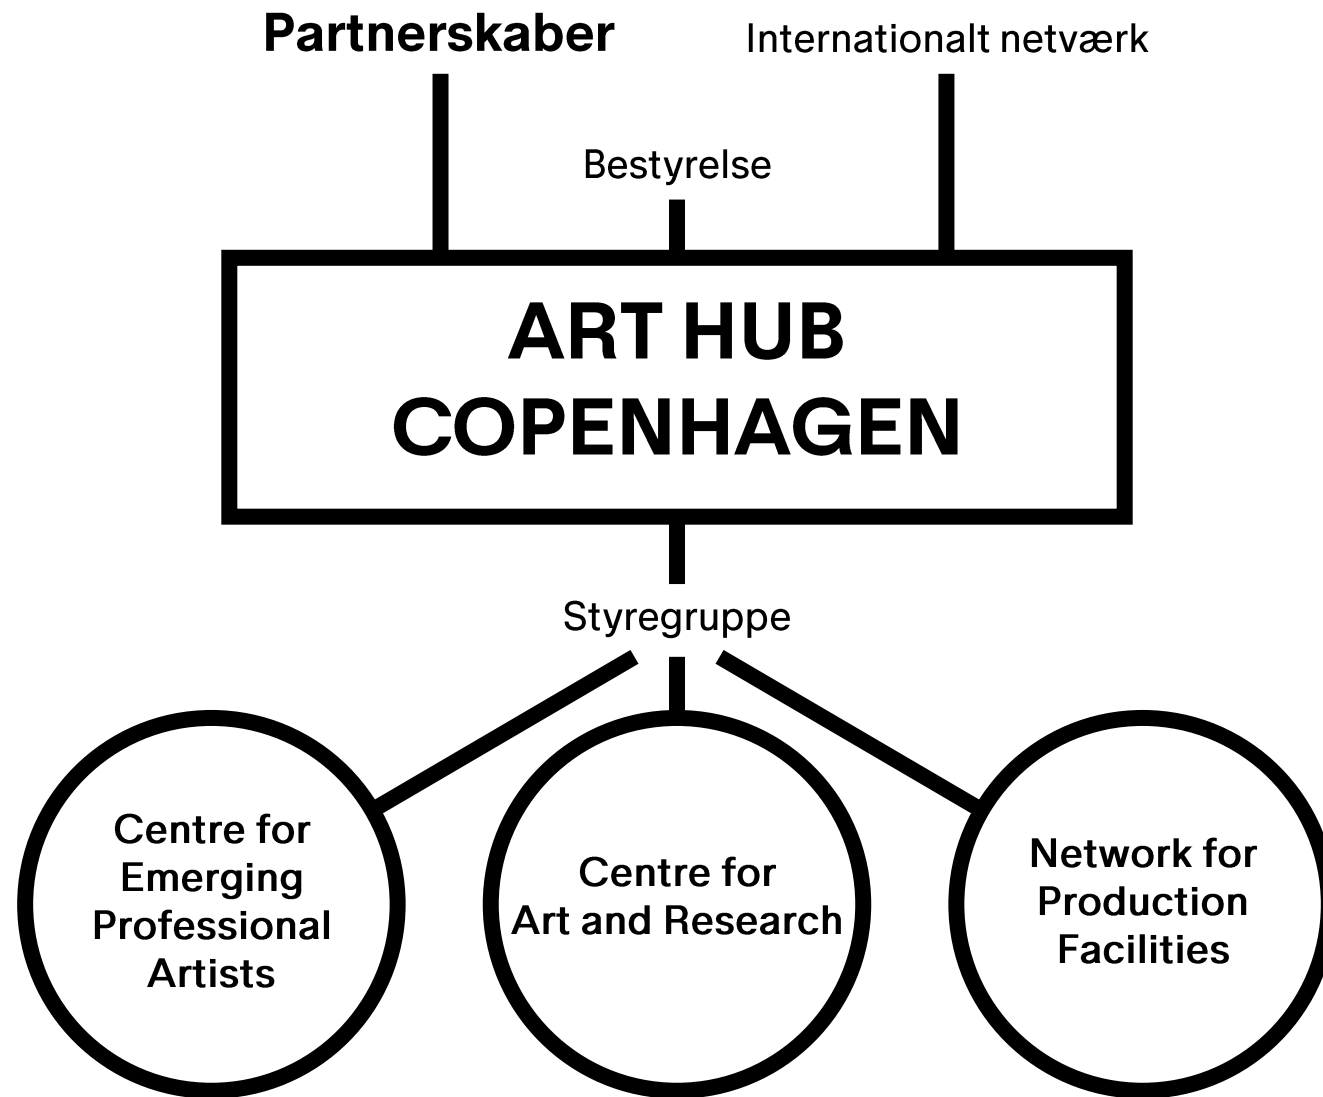 Partnerskaber
Internationalt netværk
Bestyrelse
ART HUB
COPENHAGEN
Styregruppe
Centre for
Emerging
Professional
Artists
Centre for
Art and Research
Network for
Production
Facilities